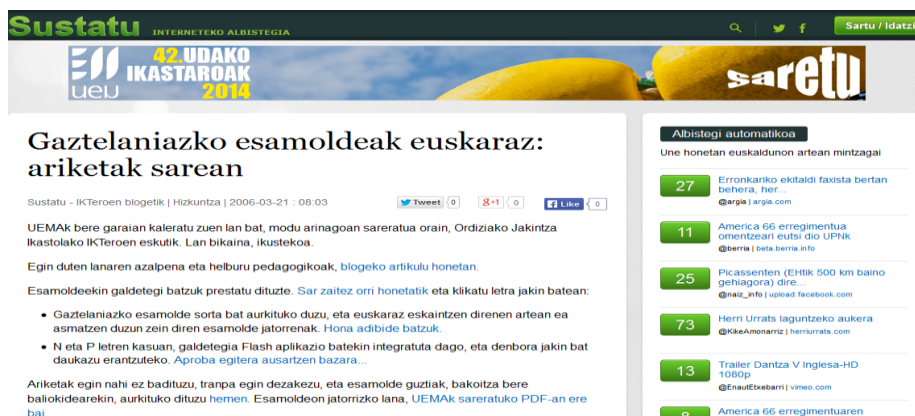 Sustatu INTERNETEKO ALBISTEGIA
Sartu / Idatzi
ueu 42.UDAKO
IKASTAROAK
2014
saretu
Gaztelaniazko esamoldeak euskaraz:
ariketak sarean
Sustatu - IKTeroen blogetik | Hizkuntza | 2006-03-21 : 08:03
Tweet 0 g+1 0 Like 0
UEMAk bere garaian kaleratu zuen lan bat, modu arinagoan sareratua orain, Ordiziako Jakintza
Ikastolako IKTeroen eskutik. Lan bikaina, ikustekoa.
Egin duten lanaren azalpena eta helburu pedagogikoak, blogeko artikulu honetan.
Esamoldeekin galdetegi batzuk prestatu dituzte. Sar zaitez orri honetatik eta klikatu letra jakin batean:
• Gaztelaniazko esamolde sorta bat aurkituko duzu, eta euskaraz eskaintzen direnen artean ea
asmatzen duzun zein diren esamolde jatorrenak. Hona adibide batzuk.
• N eta P letren kasuan, galdetegia Flash aplikazio batekin integratuta dago, eta denbora jakin bat
daukazu erantzuteko. Aproba egitera ausartzen bazara...
Ariketak egin nahi ez badituzu, tranpa egin dezakezu, eta esamolde guztiak, bakoitza bere
baliokidearekin, aurkituko dituzu hemen. Esamoldeon jatorrizko lana, UEMAk sareratuko PDF-an ere
bai
Albistegi automatikoa
Une honetan euskaldunon artean mintzagai
27 Erronkariko ekitaldi faxista bertan
behera, her...
@argia | argia.com
11 America 66 erregimentua
omentzeari eutsi dio UPNk
@berria | beta.berria.info
25 Picassenten (EHtik 500 km baino
gehiagora) dire...
@naiz_info | upload.facebook.com
73 Herri Urrats laguntzeko aukera
@KikeAmonarriz | herriurrats.com
13 Trailer Dantza V Inglesa-HD
1080p
@EnautEtxebarri | vimeo.com
8 America 66 erregimentuaren